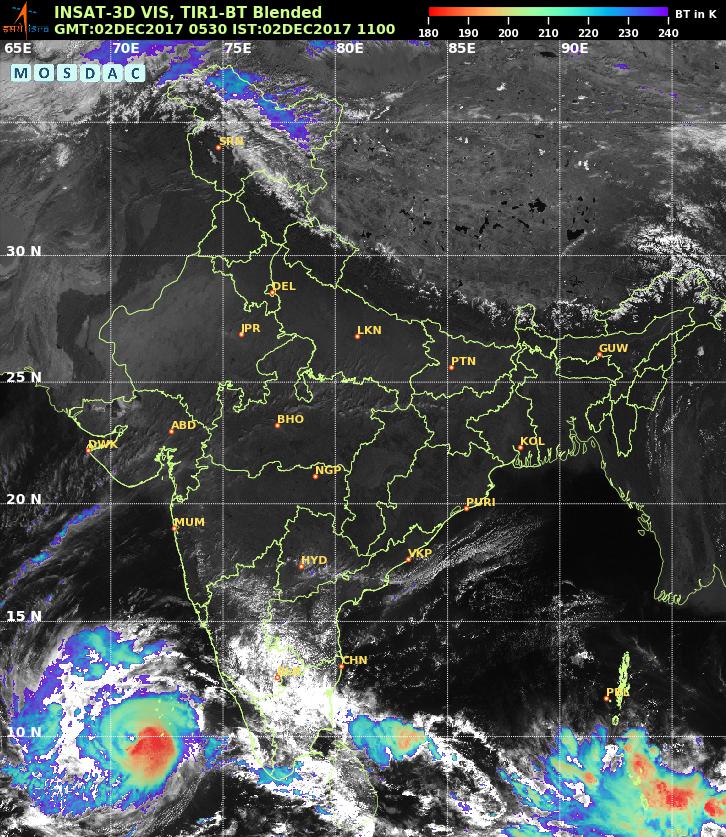 INSAT-3D VIS, TIR1-BT Blended
GMT:02DEC2017 0530 IST:02DEC2017 1100
190 210 230 BT in K
180 200 220 240
65E 70E 75E 80E 85E 90E
M O S D A C
SRN
30 N
DEL
JPR LKN
GUW
PTN
25 N
ABD BHO
DWK KOL
NGP
20 N PURI
MUM
HYD VKP
15 N
CHN
10 N